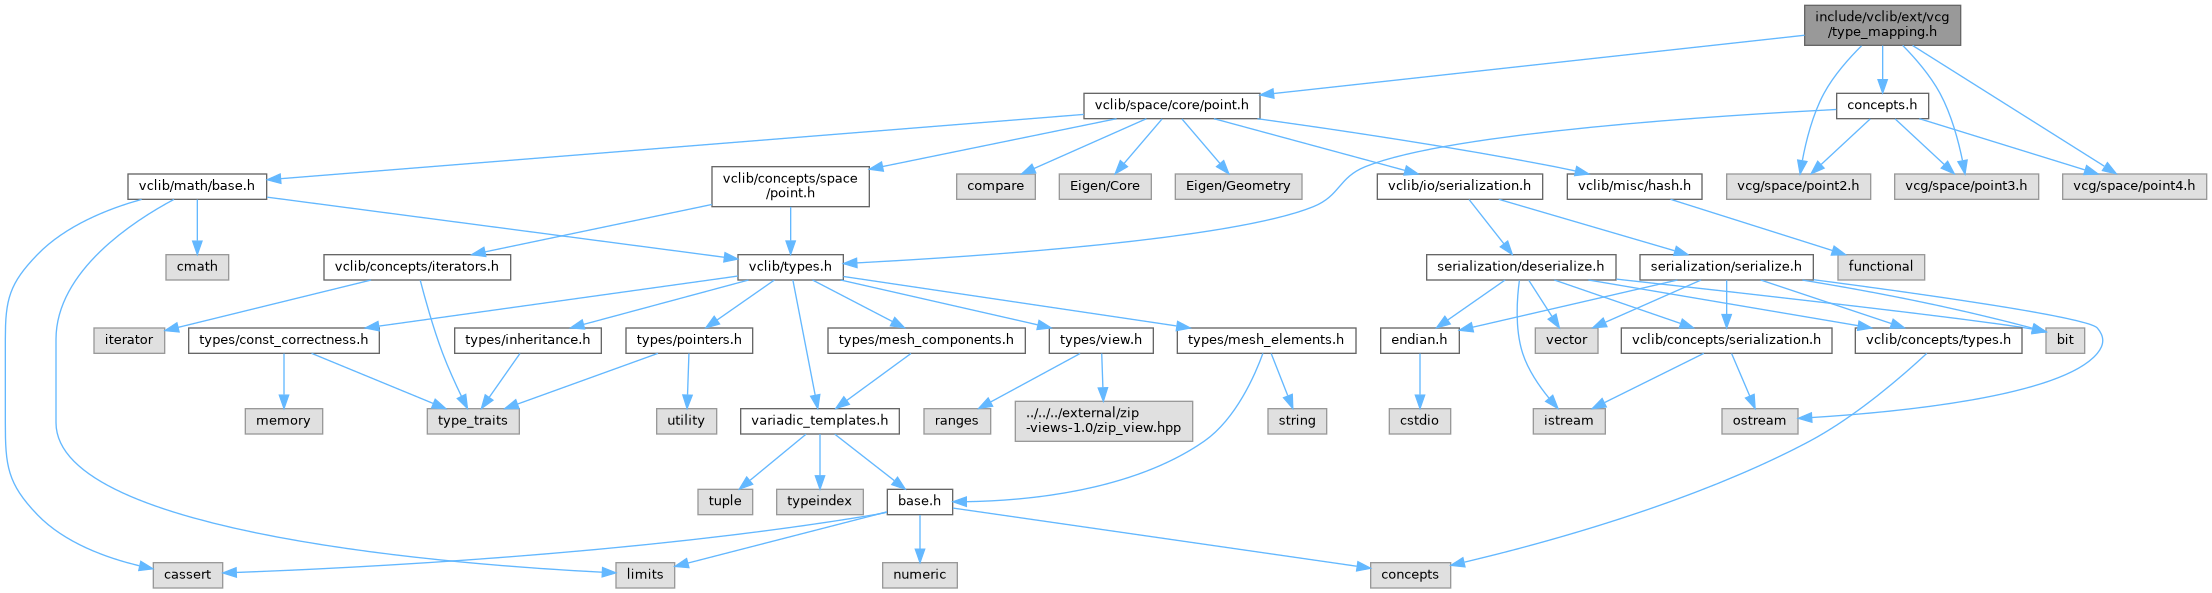 include/vclib/ext/vcg
/type_mapping.h
vclib/space/core/point.h
concepts.h
vclib/math/base.h
vclib/concepts/space
/point.h
compare
Eigen/Core
Eigen/Geometry
vclib/io/serialization.h
vclib/misc/hash.h
vcg/space/point2.h
vcg/space/point3.h
vcg/space/point4.h
cmath
vclib/concepts/iterators.h
vclib/types.h
serialization/deserialize.h
serialization/serialize.h
functional
iterator
types/const_correctness.h
types/inheritance.h
types/pointers.h
types/mesh_components.h
types/view.h
types/mesh_elements.h
endian.h
vector
vclib/concepts/serialization.h
vclib/concepts/types.h
bit
memory
type_traits
utility
variadic_templates.h
ranges
../../../external/zip
-views-1.0/zip_view.hpp
string
cstdio
istream
ostream
tuple
typeindex
base.h
cassert
limits
numeric
concepts